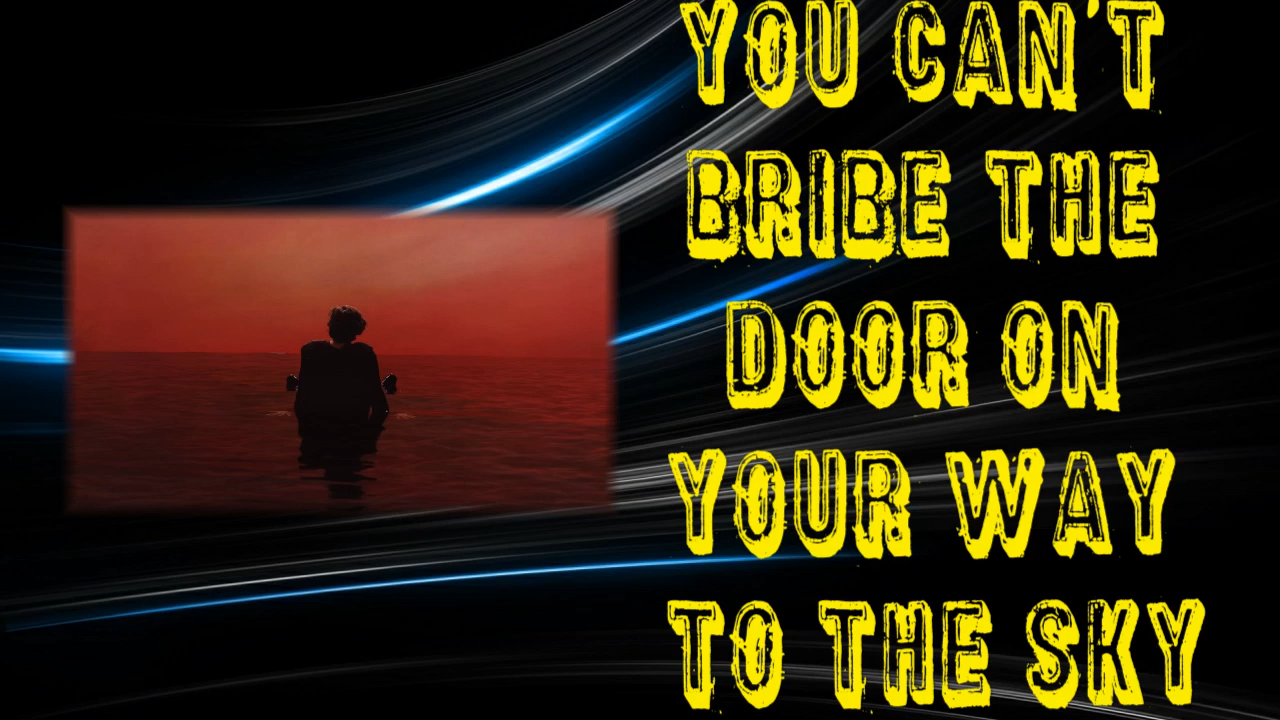 YOU CAN'T
BRIBE THE
DOOR ON
YOUR WAY
TO THE SKY